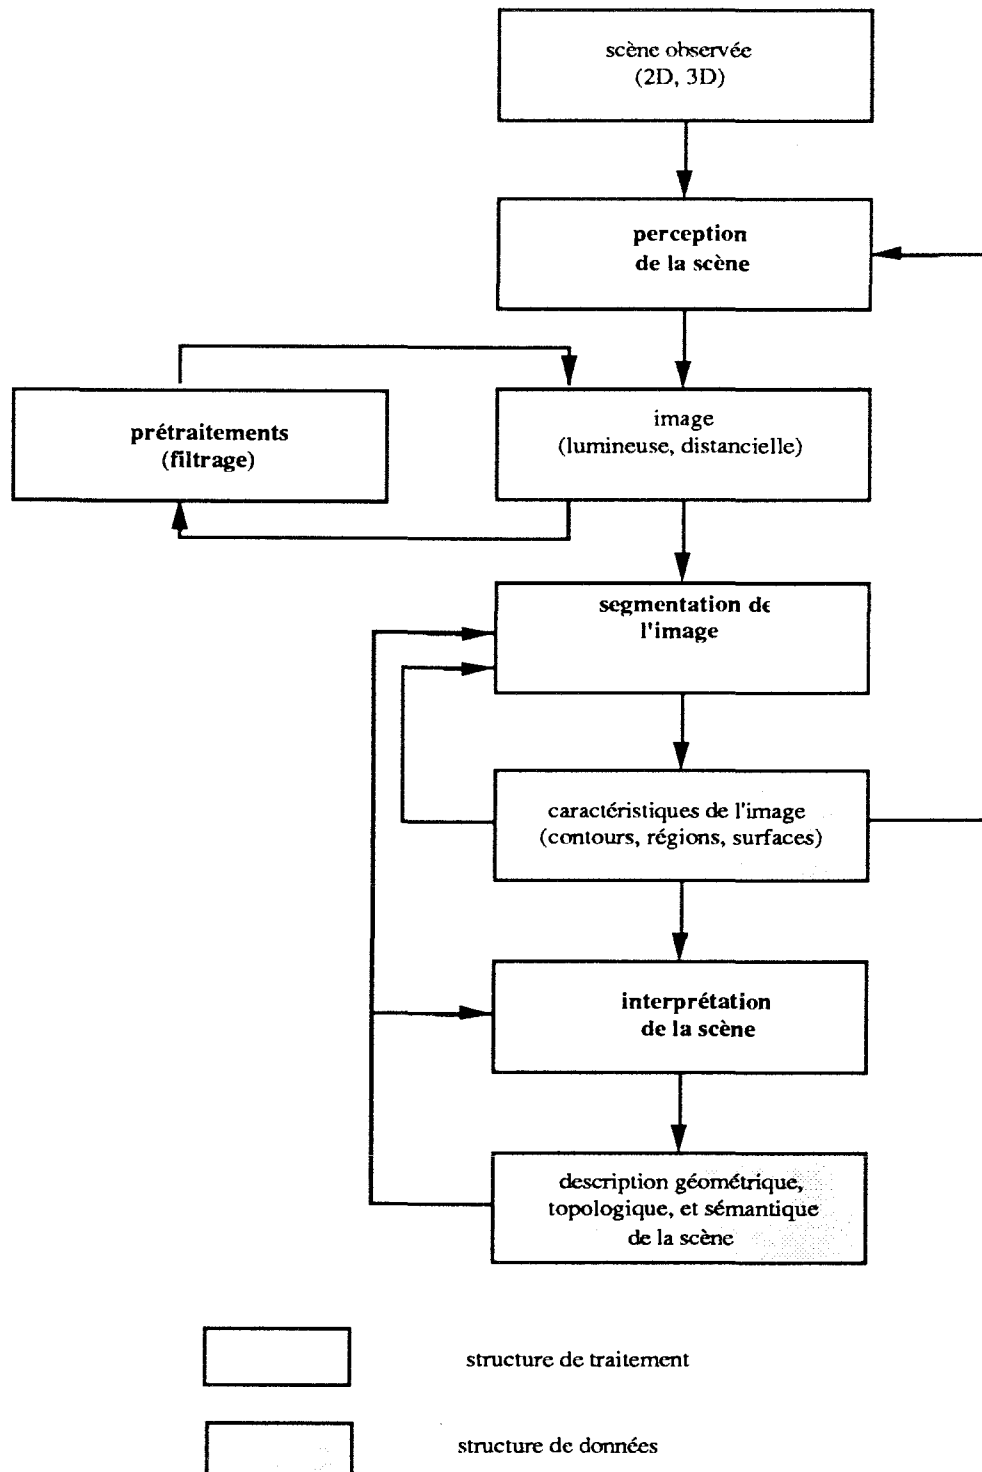 scène observée
(2D, 3D)
perception
de la scène
prétraitements
(filtrage)
image
(lumineuse, distancielle)
segmentation de
l'image
caractéristiques de l'image
(contours, régions, surfaces)
interprétation
de la scène
description géométrique,
topologique, et sémantique
de la scène
structure de traitement
structure de données